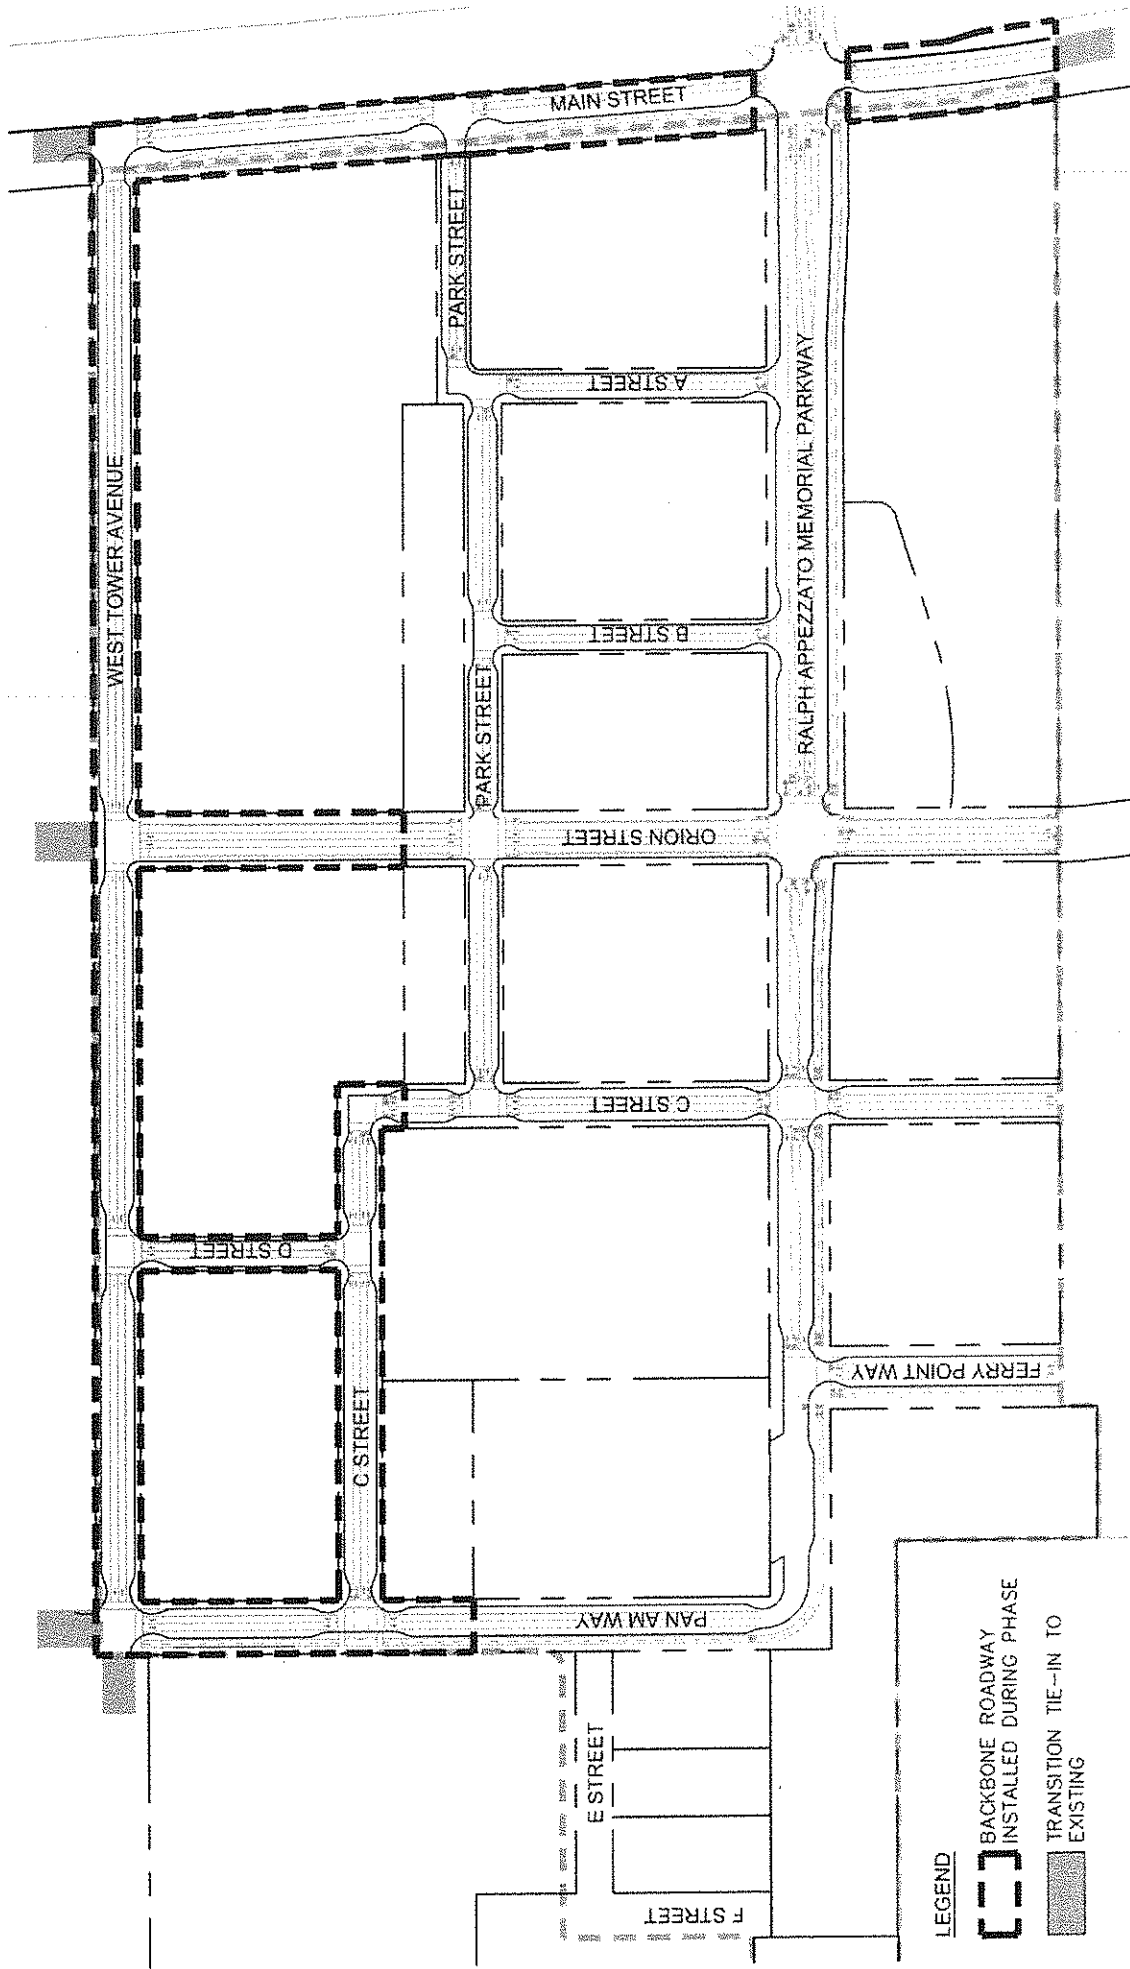 MAIN STREET
WEST TOWER AVENUE
PARK STREET
A STREET
RALPH APPEZZATO MEMORIAL PARKWAY
B STREET
PARK STREET
ORION STREET
C STREET
D STREET
C STREET
FERRY POINT WAY
PAN AM WAY
E STREET
F STREET
LEGEND
BACKBONE ROADWAY
INSTALLED DURING PHASE
TRANSITION TIE-IN TO
EXISTING